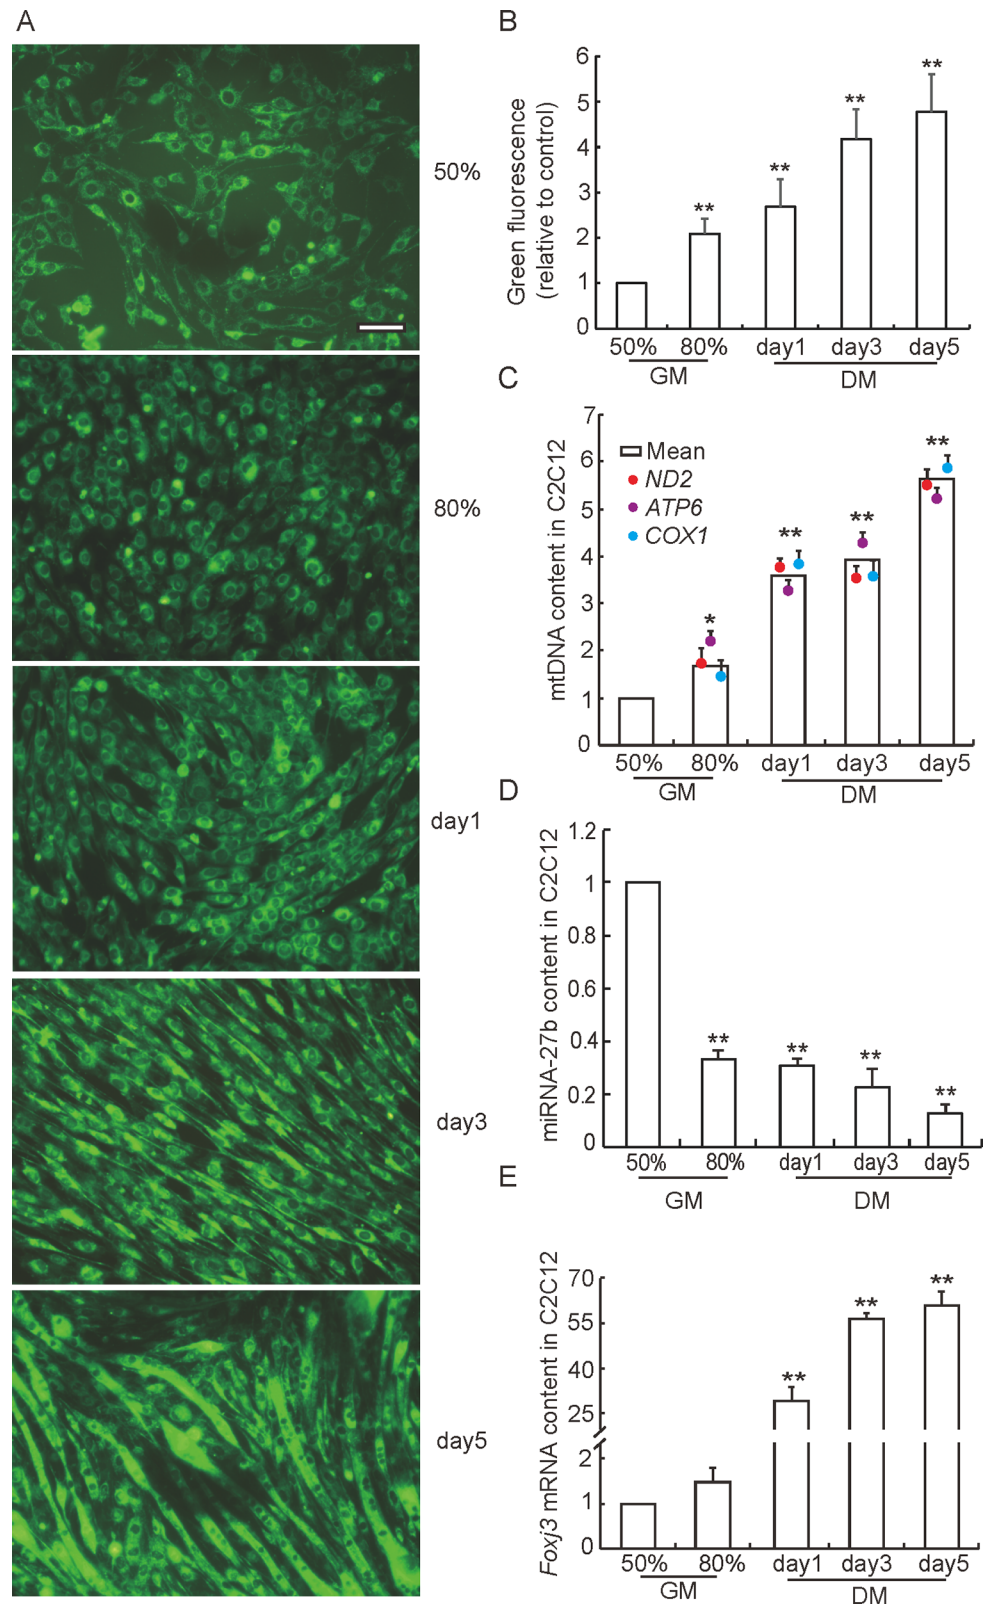 A
50%
80%
day1
day3
day5
B
Green fluorescence
(relative to control)
6
5
4
3
2
1
0
**
**
**
**
50% 80% day1 day3 day5
GM DM
C
mtDNA content in C2C12
7
6
5
4
3
2
1
0
Mean
ND2
ATP6
COX1
*
**
**
**
50% 80% day1 day3 day5
GM DM
D
miRNA-27b content in C2C12
1.2
1
0.8
0.6
0.4
0.2
0
**
**
**
**
50% 80% day1 day3 day5
GM DM
E
Foxj3 mRNA content in C2C12
70
55
40
25
2
1
0
**
**
**
50% 80% day1 day3 day5
GM DM